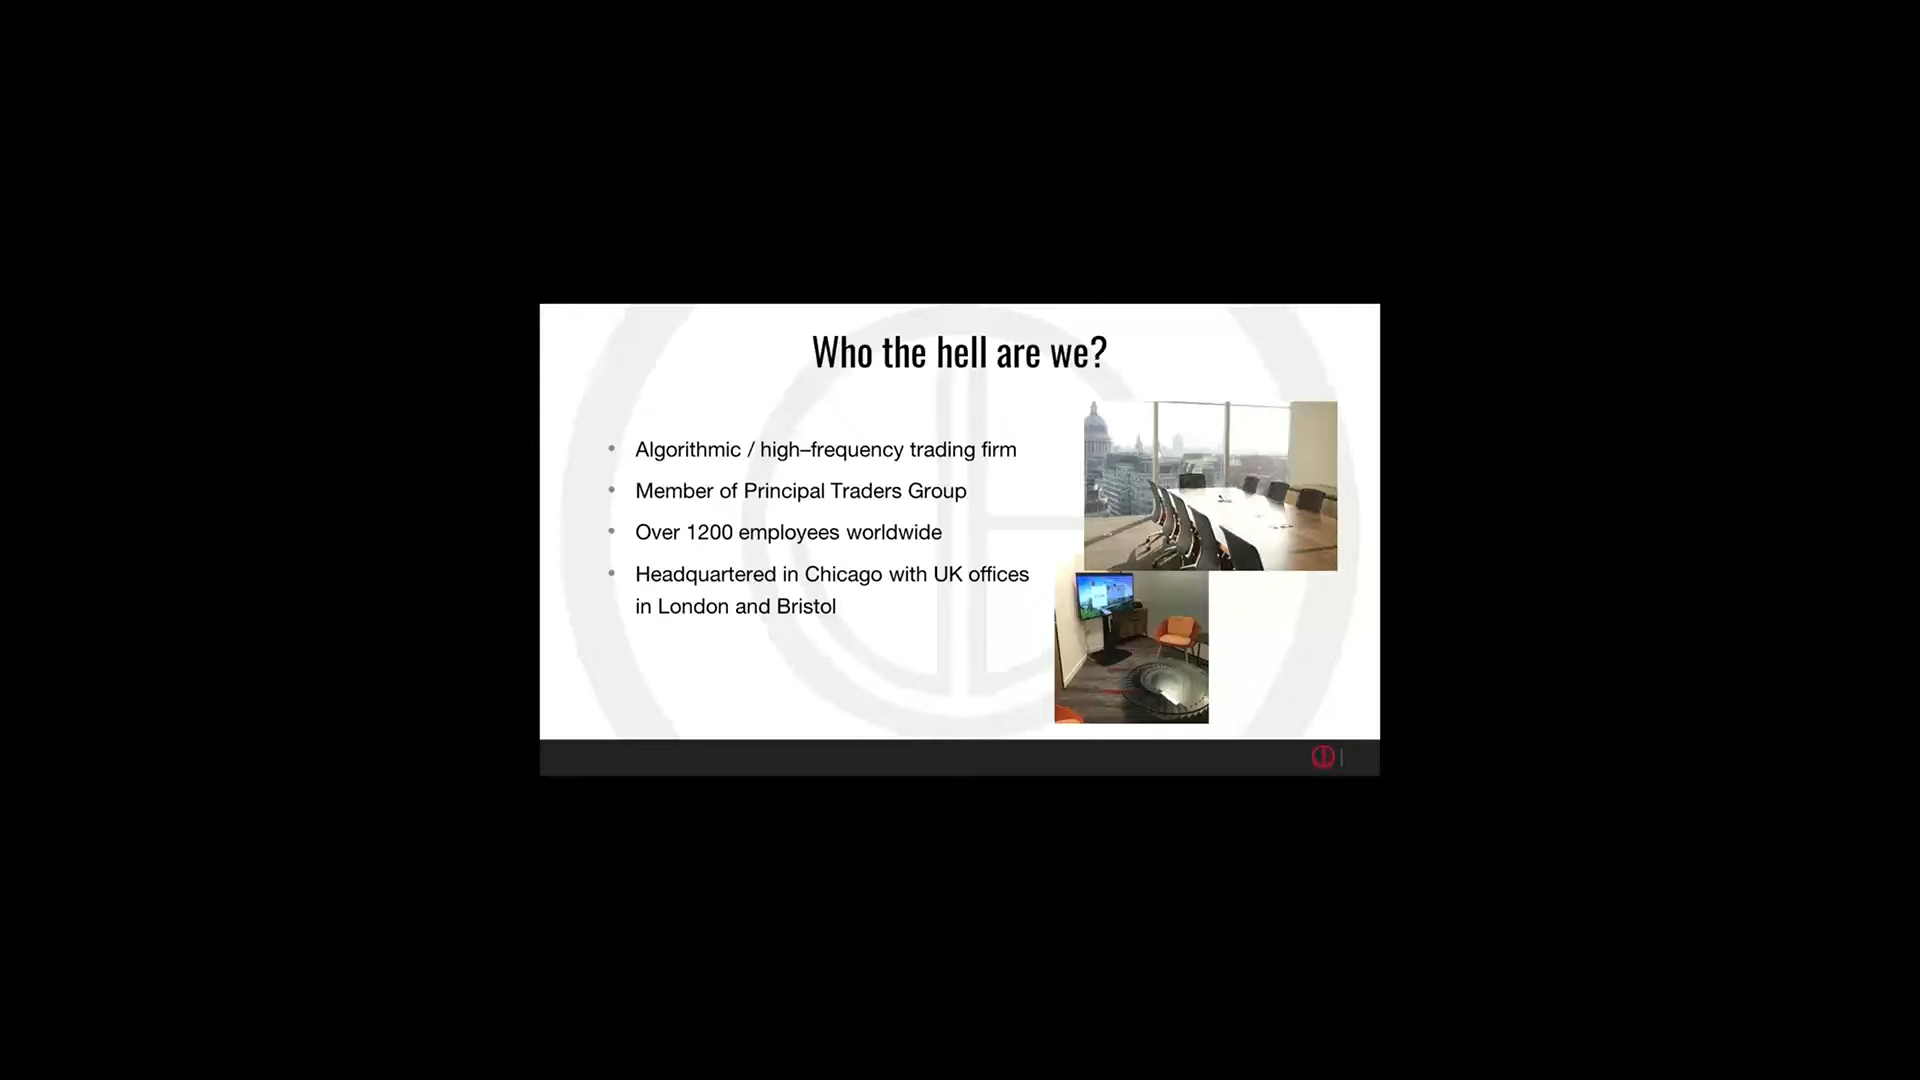 Who the hell are we?
Algorithmic / high–frequency trading firm
Member of Principal Traders Group
Over 1200 employees worldwide
Headquartered in Chicago with UK offices
in London and Bristol